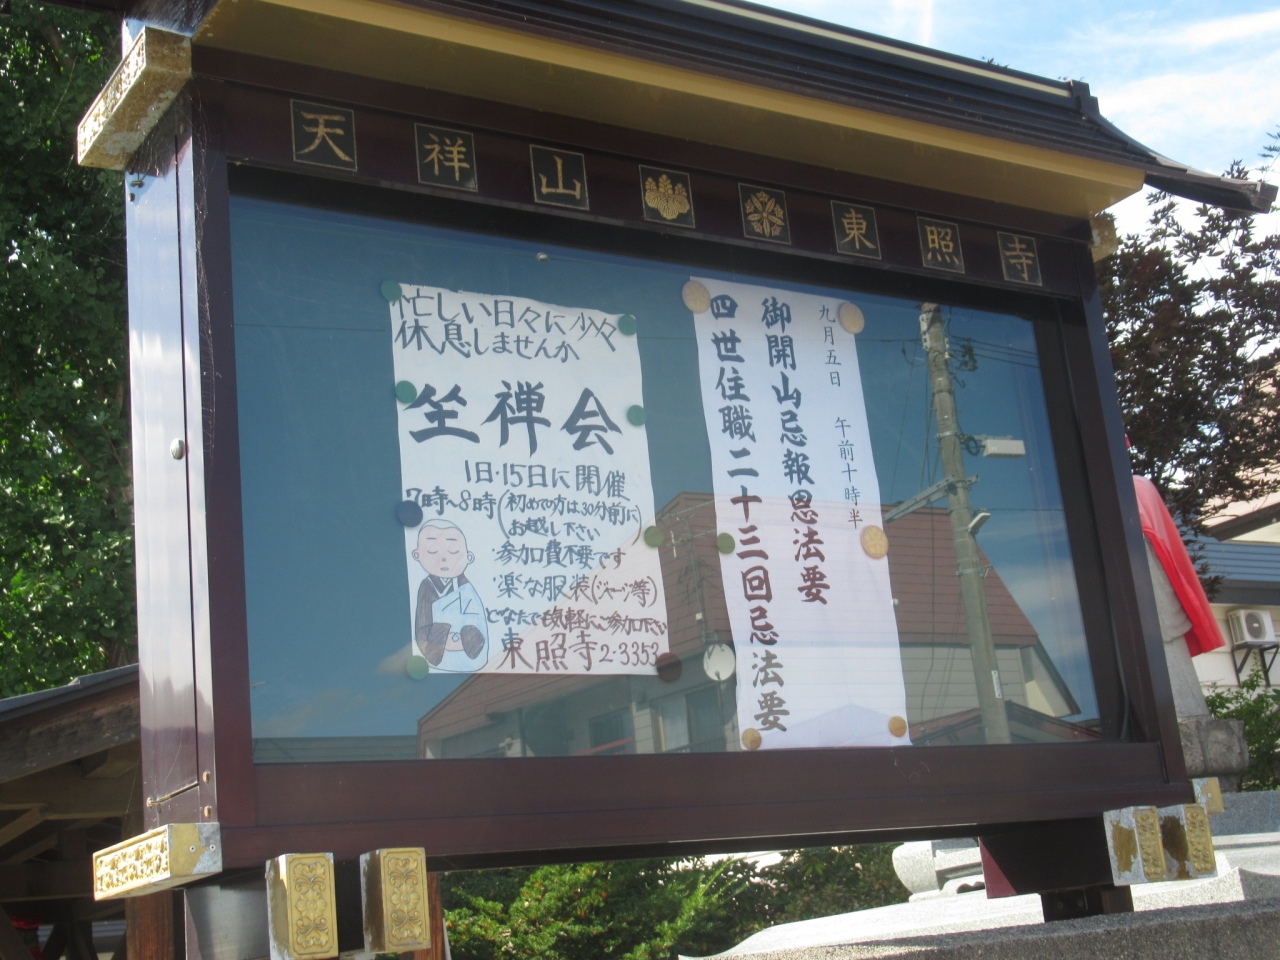 天祥山 東照寺
忙しい日々に少々
休息しませんか
坐禅会
1日・15日に開催
7時～8時(初めての方は30分前に
お越し下さい)
・参加費不要です
・楽な服装(ジャージ等)
どなたでも気軽にご参加下さい
東照寺 2-3353
九月五日 午前十時半
御開山忌報恩法要
四世住職二十三回忌法要